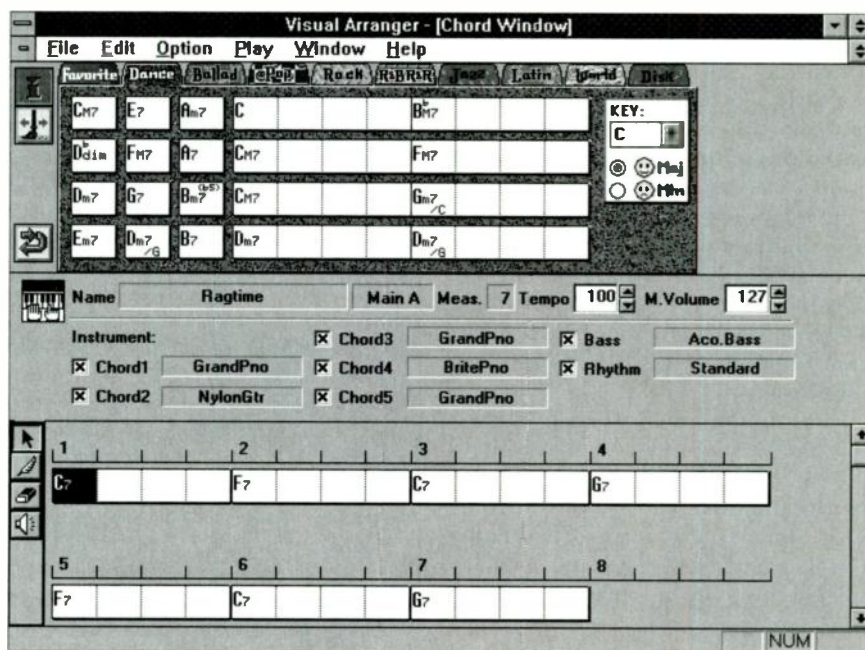 Visual Arranger - [Chord Window]
File Edit Option Play Window Help
Favorite Dance Ballad Rock R&B Jazz Latin World Disk
CM7 E7 Am7 C B♭M7 KEY:
C
D♭dim FM7 A7 CM7 FM7 Maj
Dm7 G7 Bm7(♭5) CM7 Gm7/C Min
Em7 Dm7/G B7 Dm7 Dm7/G
Name Ragtime Main A Meas. 7 Tempo 100 M.Volume 127
Instrument: Chord3 GrandPno Bass Aco.Bass
Chord1 GrandPno Chord4 BritePno Rhythm Standard
Chord2 NylonGtr Chord5 GrandPno
1 2 3 4
C7 F7 C7 G7
5 6 7 8
F7 C7 G7
NUM